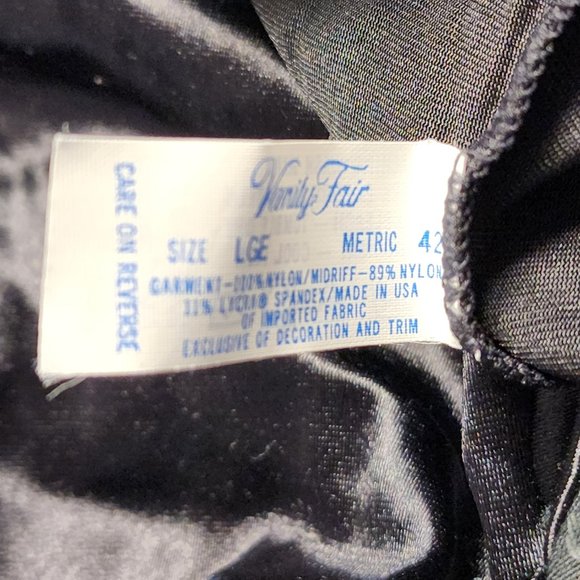 Vanity Fair
SIZE LGE METRIC 42
GARMENT-100%NYLON/MIDRIFF-89%NYLON
11% LYCRA® SPANDEX/MADE IN USA
OF IMPORTED FABRIC
EXCLUSIVE OF DECORATION AND TRIM
CARE ON REVERSE